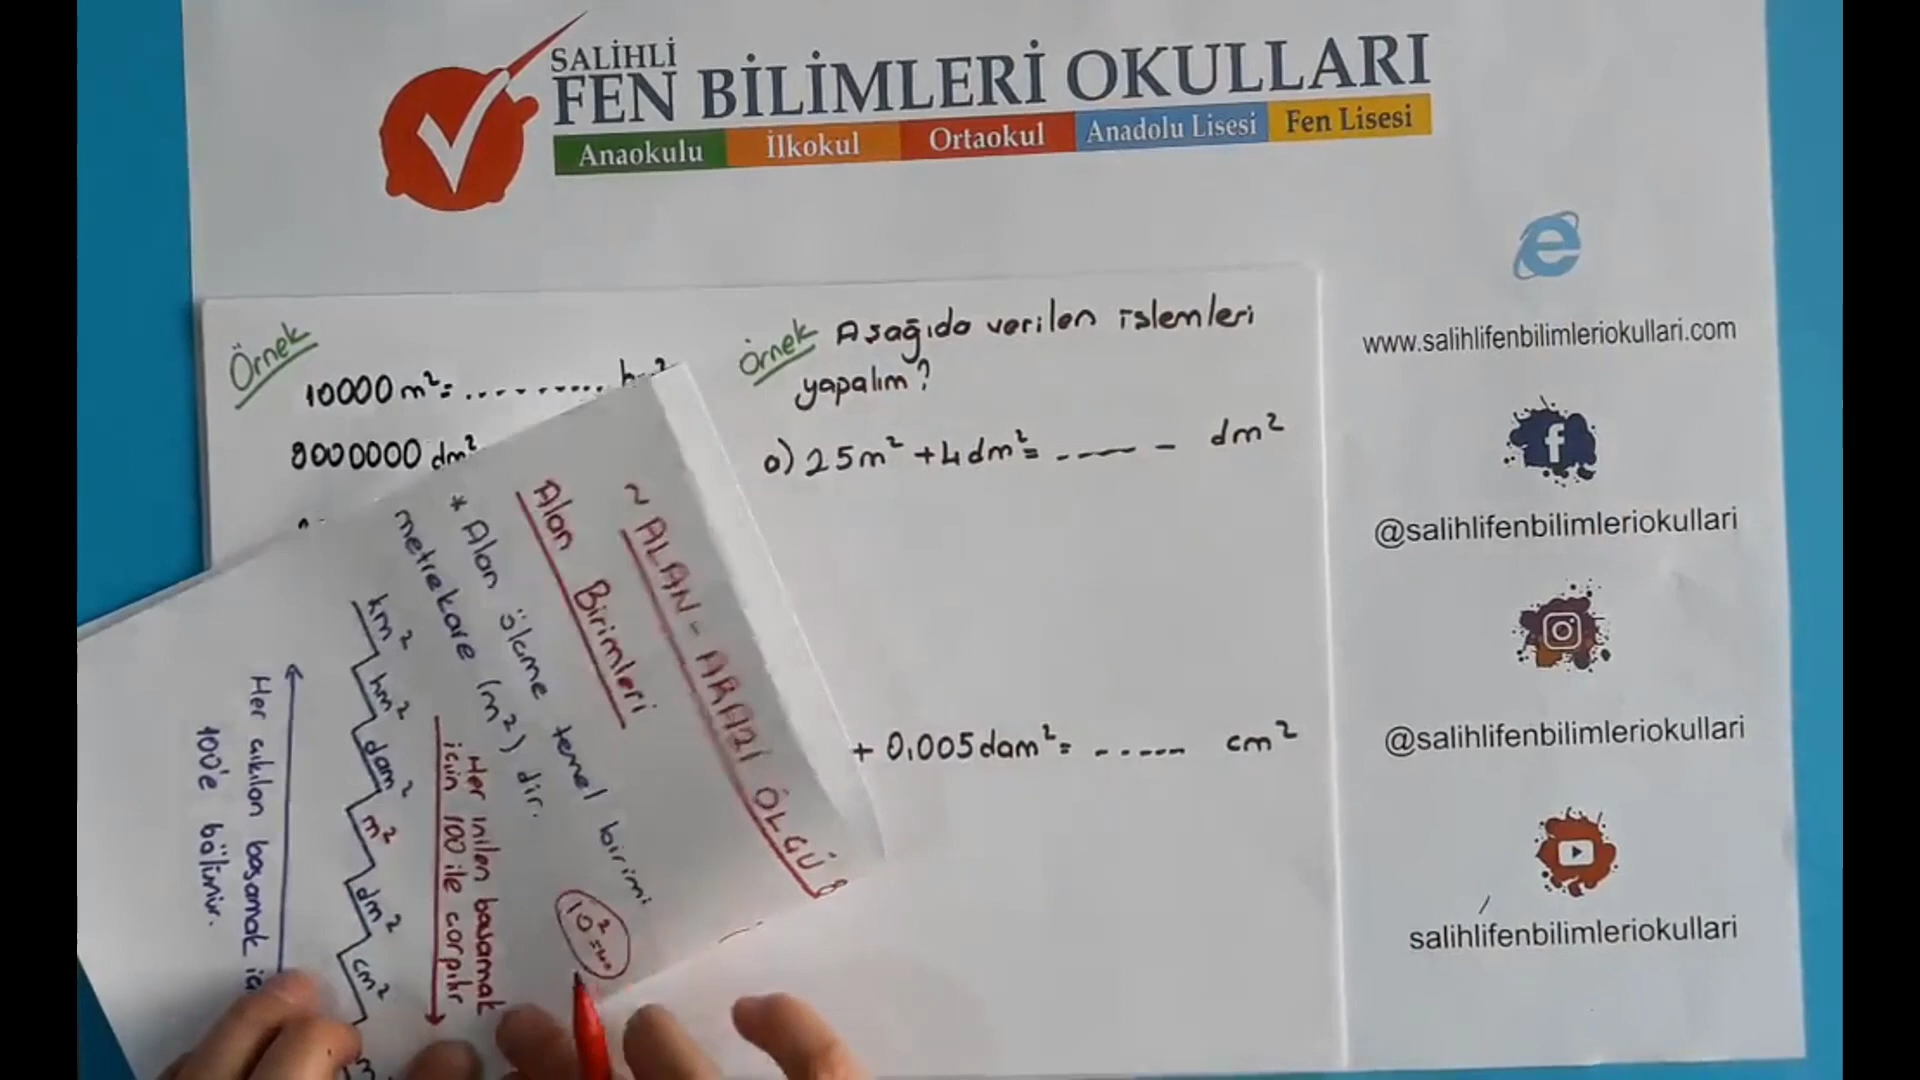 SALİHLİ
FEN BİLİMLERİ OKULLARI
Anaokulu İlkokul Ortaokul Anadolu Lisesi Fen Lisesi
www.salihlifenbilimleriokullari.com
@salihlifenbilimleriokullari
@salihlifenbilimleriokullari
salihlifenbilimleriokullari
Örnek
10000 m² = ..........
8000000 dm²
Örnek Aşağıda verilen işlemleri
yapalım?
a) 25m² + 4dm² = ------ - dm²
+ 0,005dam² = ----- cm²
~ ALAN - ARAZİ ÖLÇÜ
Alan Birimleri
* Alan ölçme temel birimi
metrekare (m²) dir.
10²=100
Her inilen basamak
için 100 ile çarpılır
km²
hm²
dam²
m²
dm²
cm²
Her çıkılan basamak
100'e bölünür.